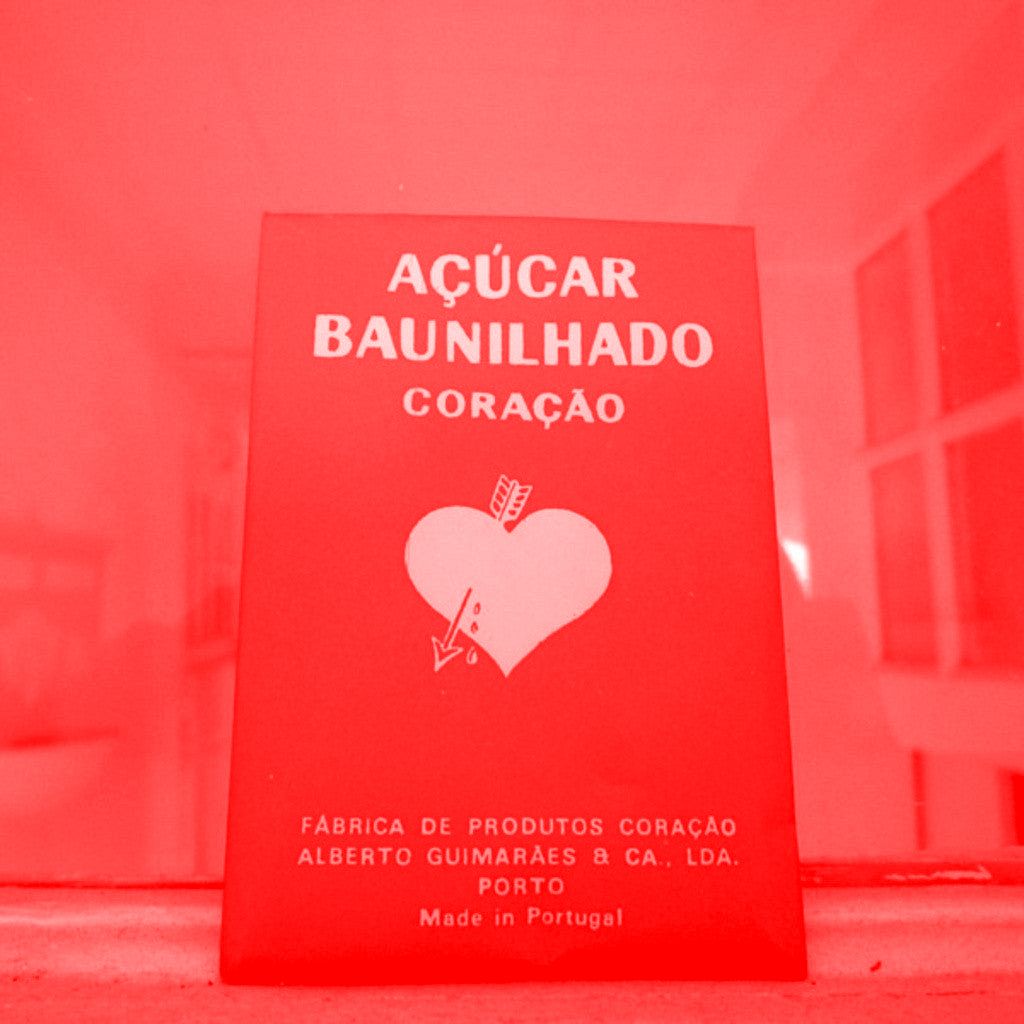 AÇÚCAR
BAUNILHADO
CORAÇÃO
FÁBRICA DE PRODUTOS CORAÇÃO
ALBERTO GUIMARÃES & CA., LDA.
PORTO
Made in Portugal